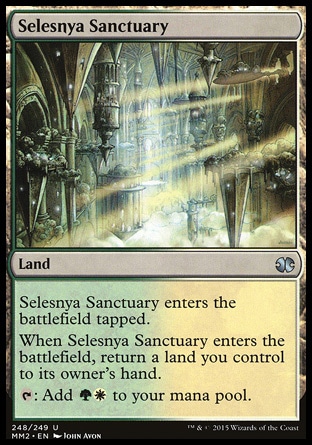 Selesnya Sanctuary
Land
Selesnya Sanctuary enters the
battlefield tapped.
When Selesnya Sanctuary enters the
battlefield, return a land you control
to its owner's hand.
: Add to your mana pool.
248/249 U
MM2 • EN John Avon
™ & © 2015 Wizards of the Coast